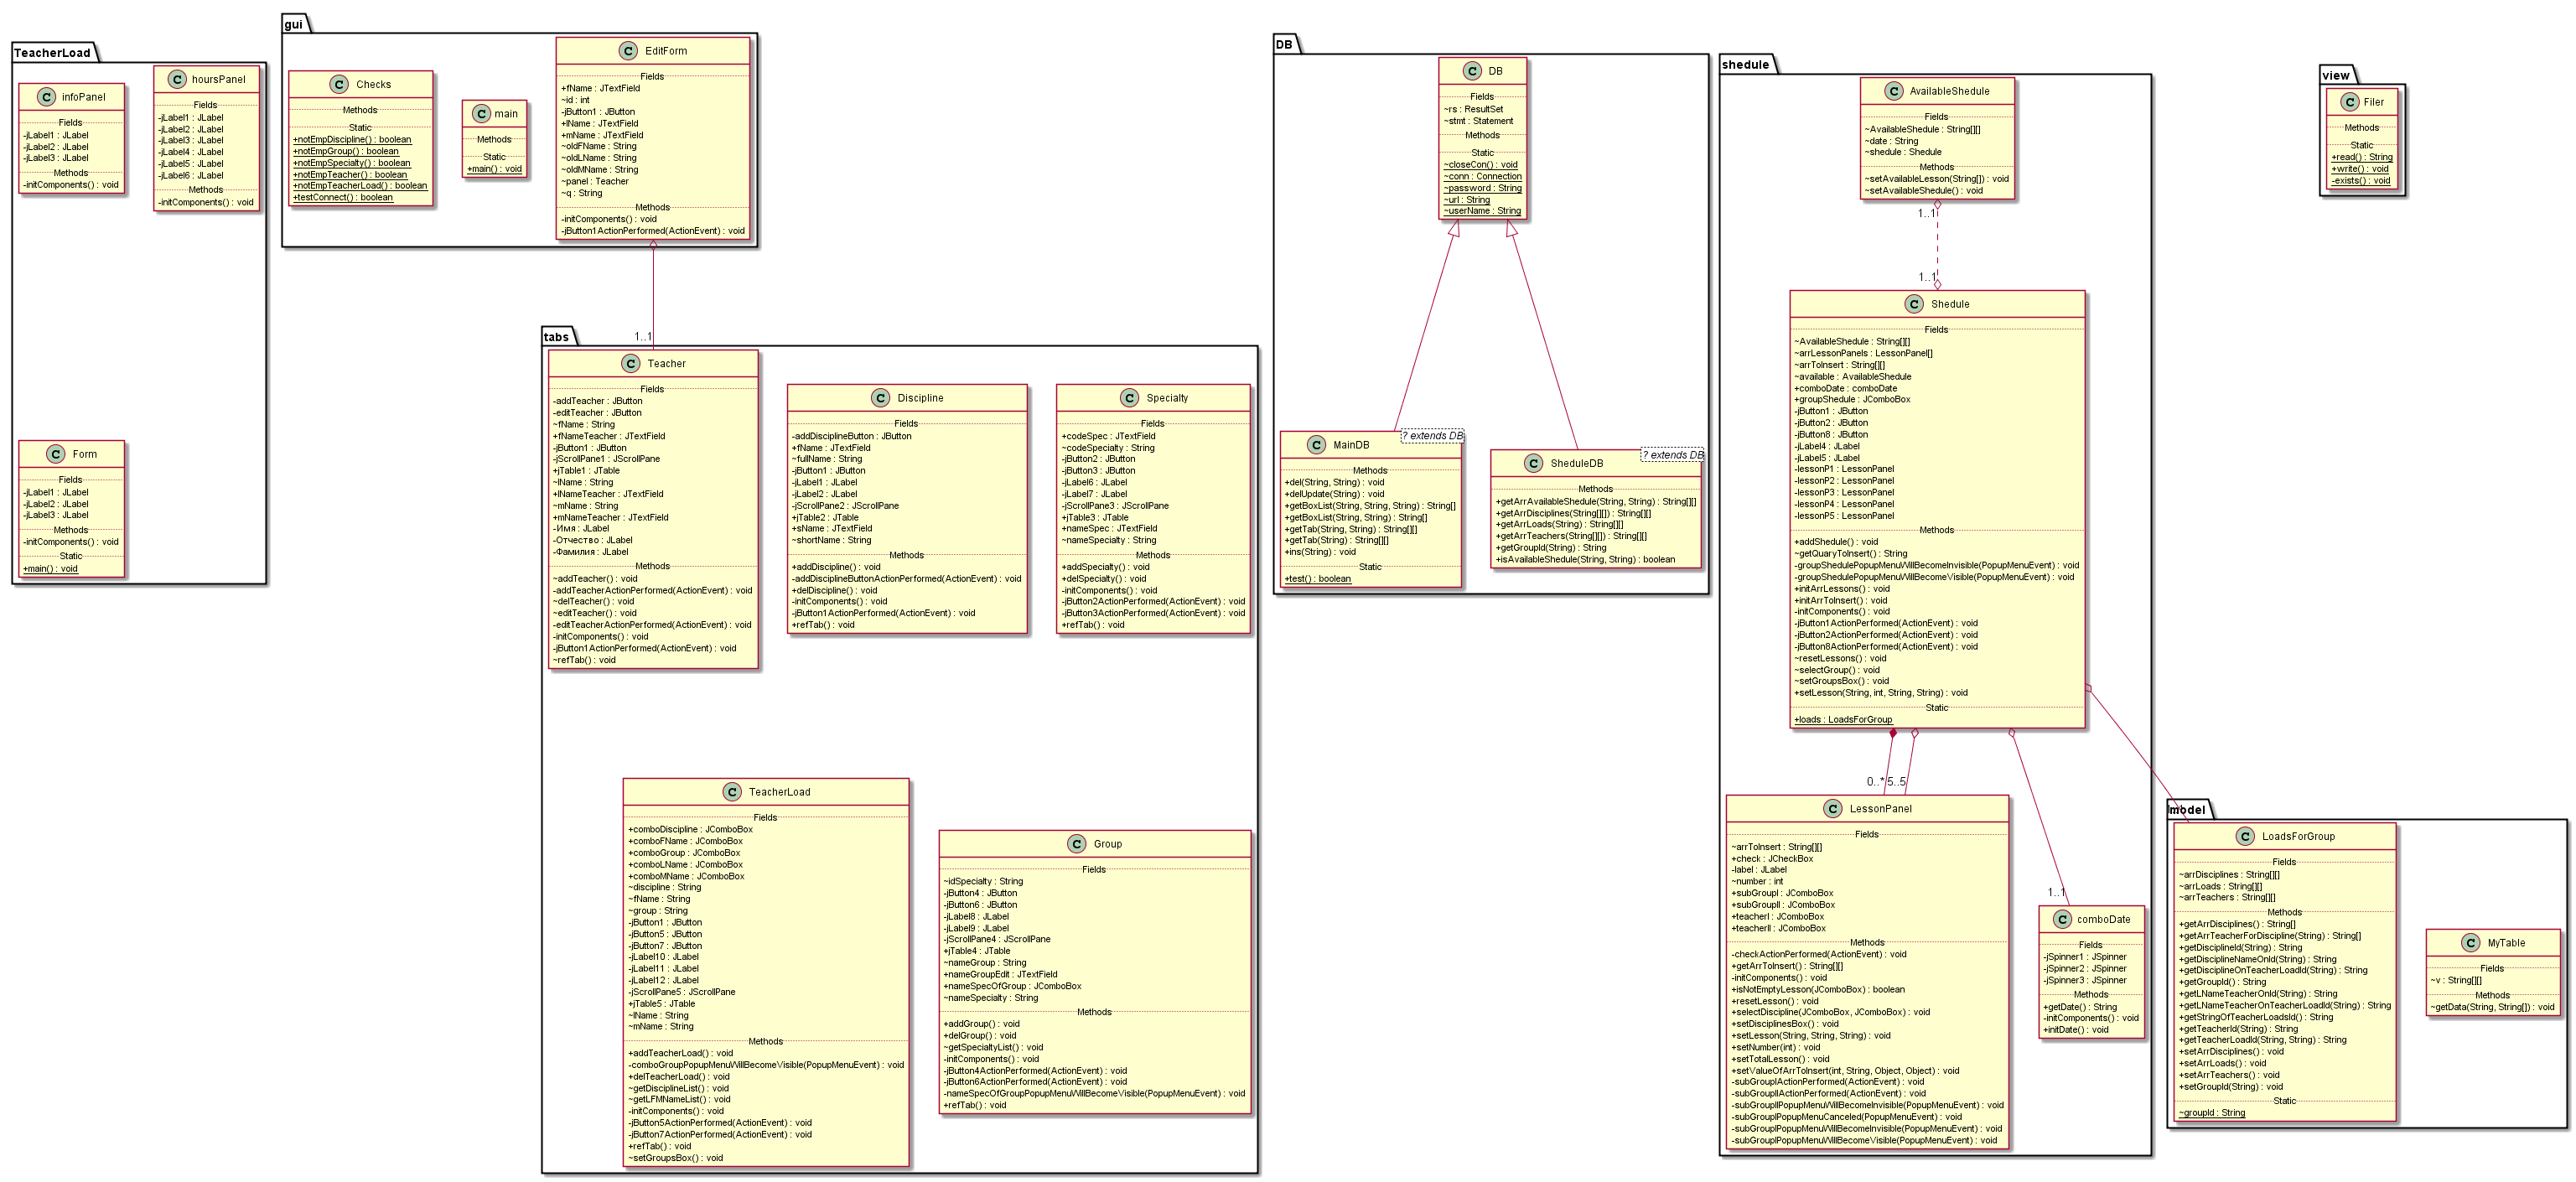 TeacherLoad
infoPanel
Fields
-jLabel1 : JLabel
-jLabel2 : JLabel
-jLabel3 : JLabel
Methods
-initComponents() : void
hoursPanel
Fields
-jLabel1 : JLabel
-jLabel2 : JLabel
-jLabel3 : JLabel
-jLabel4 : JLabel
-jLabel5 : JLabel
-jLabel6 : JLabel
Methods
-initComponents() : void
Form
Fields
-jLabel1 : JLabel
-jLabel2 : JLabel
-jLabel3 : JLabel
Methods
-initComponents() : void
Static
+main() : void
gui
Checks
Methods
Static
+notEmpDiscipline() : boolean
+notEmpGroup() : boolean
+notEmpSpecialty() : boolean
+notEmpTeacher() : boolean
+notEmpTeacherLoad() : boolean
+testConnect() : boolean
main
Methods
Static
+main() : void
EditForm
Fields
+fName : JTextField
~id : int
-jButton1 : JButton
+lName : JTextField
+mName : JTextField
~oldFName : String
~oldLName : String
~oldMName : String
~panel : Teacher
~q : String
Methods
-initComponents() : void
-jButton1ActionPerformed(ActionEvent) : void
1..1
tabs
Teacher
Fields
-addTeacher : JButton
-editTeacher : JButton
~fName : String
+fNameTeacher : JTextField
-jButton1 : JButton
-jScrollPane1 : JScrollPane
+jTable1 : JTable
~lName : String
+lNameTeacher : JTextField
~mName : String
+mNameTeacher : JTextField
-Имя : JLabel
-Отчество : JLabel
-Фамилия : JLabel
Methods
~addTeacher() : void
-addTeacherActionPerformed(ActionEvent) : void
~delTeacher() : void
~editTeacher() : void
-editTeacherActionPerformed(ActionEvent) : void
-initComponents() : void
-jButton1ActionPerformed(ActionEvent) : void
~refTab() : void
Discipline
Fields
-addDisciplineButton : JButton
+fName : JTextField
~fullName : String
-jButton1 : JButton
-jLabel1 : JLabel
-jLabel2 : JLabel
-jScrollPane2 : JScrollPane
+jTable2 : JTable
+sName : JTextField
~shortName : String
Methods
+addDiscipline() : void
-addDisciplineButtonActionPerformed(ActionEvent) : void
+delDiscipline() : void
-initComponents() : void
-jButton1ActionPerformed(ActionEvent) : void
+refTab() : void
Specialty
Fields
+codeSpec : JTextField
~codeSpecialty : String
-jButton2 : JButton
-jButton3 : JButton
-jLabel6 : JLabel
-jLabel7 : JLabel
-jScrollPane3 : JScrollPane
+jTable3 : JTable
+nameSpec : JTextField
~nameSpecialty : String
Methods
+addSpecialty() : void
+delSpecialty() : void
-initComponents() : void
-jButton2ActionPerformed(ActionEvent) : void
-jButton3ActionPerformed(ActionEvent) : void
+refTab() : void
TeacherLoad
Fields
+comboDiscipline : JComboBox
+comboFName : JComboBox
+comboGroup : JComboBox
+comboLName : JComboBox
+comboMName : JComboBox
~discipline : String
~fName : String
~group : String
-jButton1 : JButton
-jButton5 : JButton
-jButton7 : JButton
-jLabel10 : JLabel
-jLabel11 : JLabel
-jLabel12 : JLabel
-jScrollPane5 : JScrollPane
+jTable5 : JTable
~lName : String
~mName : String
Methods
+addTeacherLoad() : void
-comboGroupPopupMenuWillBecomeVisible(PopupMenuEvent) : void
+delTeacherLoad() : void
~getDisciplineList() : void
~getLFMNameList() : void
-initComponents() : void
-jButton5ActionPerformed(ActionEvent) : void
-jButton7ActionPerformed(ActionEvent) : void
+refTab() : void
~setGroupsBox() : void
Group
Fields
~idSpecialty : String
-jButton4 : JButton
-jButton6 : JButton
-jLabel8 : JLabel
-jLabel9 : JLabel
-jScrollPane4 : JScrollPane
+jTable4 : JTable
~nameGroup : String
+nameGroupEdit : JTextField
+nameSpecOfGroup : JComboBox
~nameSpecialty : String
Methods
+addGroup() : void
+delGroup() : void
~getSpecialtyList() : void
-initComponents() : void
-jButton4ActionPerformed(ActionEvent) : void
-jButton6ActionPerformed(ActionEvent) : void
-nameSpecOfGroupPopupMenuWillBecomeVisible(PopupMenuEvent) : void
+refTab() : void
DB
DB
Fields
~rs : ResultSet
~stmt : Statement
Methods
Static
~closeCon() : void
~conn : Connection
~password : String
~url : String
~userName : String
MainDB
? extends DB
Methods
+del(String, String) : void
+delUpdate(String) : void
+getBoxList(String, String, String) : String[]
+getBoxList(String, String) : String[]
+getTab(String, String) : String[][]
+getTab(String) : String[][]
+ins(String) : void
Static
+test() : boolean
SheduleDB
? extends DB
Methods
+getArrAvailableShedule(String, String) : String[][]
+getArrDisciplines(String[][]) : String[][]
+getArrLoads(String) : String[][]
+getArrTeachers(String[][]) : String[][]
+getGroupId(String) : String
+isAvailableShedule(String, String) : boolean
shedule
AvailableShedule
Fields
~AvailableShedule : String[][]
~date : String
~shedule : Shedule
Methods
~setAvailableLesson(String[]) : void
~setAvailableShedule() : void
1..1
1..1
Shedule
Fields
~AvailableShedule : String[][]
~arrLessonPanels : LessonPanel[]
~arrToInsert : String[][]
~available : AvailableShedule
+comboDate : comboDate
+groupShedule : JComboBox
-jButton1 : JButton
-jButton2 : JButton
-jButton8 : JButton
-jLabel4 : JLabel
-jLabel5 : JLabel
-lessonP1 : LessonPanel
-lessonP2 : LessonPanel
-lessonP3 : LessonPanel
-lessonP4 : LessonPanel
-lessonP5 : LessonPanel
Methods
+addShedule() : void
~getQuaryToInsert() : String
-groupShedulePopupMenuWillBecomeInvisible(PopupMenuEvent) : void
-groupShedulePopupMenuWillBecomeVisible(PopupMenuEvent) : void
+initArrLessons() : void
+initArrToInsert() : void
-initComponents() : void
-jButton1ActionPerformed(ActionEvent) : void
-jButton2ActionPerformed(ActionEvent) : void
-jButton8ActionPerformed(ActionEvent) : void
~resetLessons() : void
~selectGroup() : void
~setGroupsBox() : void
+setLesson(String, int, String, String) : void
Static
+loads : LoadsForGroup
0..* 5..5
1..1
LessonPanel
Fields
~arrToInsert : String[][]
+check : JCheckBox
-label : JLabel
~number : int
+subGroupI : JComboBox
+subGroupII : JComboBox
+teacherI : JComboBox
+teacherII : JComboBox
Methods
-checkActionPerformed(ActionEvent) : void
+getArrToInsert() : String[][]
-initComponents() : void
+isNotEmptyLesson(JComboBox) : boolean
+resetLesson() : void
+selectDiscipline(JComboBox, JComboBox) : void
+setDisciplinesBox() : void
+setLesson(String, String, String) : void
+setNumber(int) : void
+setTotalLesson() : void
+setValueOfArrToInsert(int, String, Object, Object) : void
-subGroupIActionPerformed(ActionEvent) : void
-subGroupIIActionPerformed(ActionEvent) : void
-subGroupIIPopupMenuWillBecomeInvisible(PopupMenuEvent) : void
-subGroupIPopupMenuCanceled(PopupMenuEvent) : void
-subGroupIPopupMenuWillBecomeInvisible(PopupMenuEvent) : void
-subGroupIPopupMenuWillBecomeVisible(PopupMenuEvent) : void
comboDate
Fields
-jSpinner1 : JSpinner
-jSpinner2 : JSpinner
-jSpinner3 : JSpinner
Methods
+getDate() : String
-initComponents() : void
+initDate() : void
model
LoadsForGroup
Fields
~arrDisciplines : String[][]
~arrLoads : String[][]
~arrTeachers : String[][]
Methods
+getArrDisciplines() : String[]
+getArrTeacherForDiscipline(String) : String[]
+getDisciplineId(String) : String
+getDisciplineNameOnId(String) : String
+getDisciplineOnTeacherLoadId(String) : String
+getGroupId() : String
+getLNameTeacherOnId(String) : String
+getLNameTeacherOnTeacherLoadId(String) : String
+getStringOfTeacherLoadsId() : String
+getTeacherId(String) : String
+getTeacherLoadId(String, String) : String
+setArrDisciplines() : void
+setArrLoads() : void
+setArrTeachers() : void
+setGroupId(String) : void
Static
~groupId : String
MyTable
Fields
~v : String[][]
Methods
~getData(String, String[]) : void
view
Filer
Methods
Static
+read() : String
+write() : void
-exists() : void